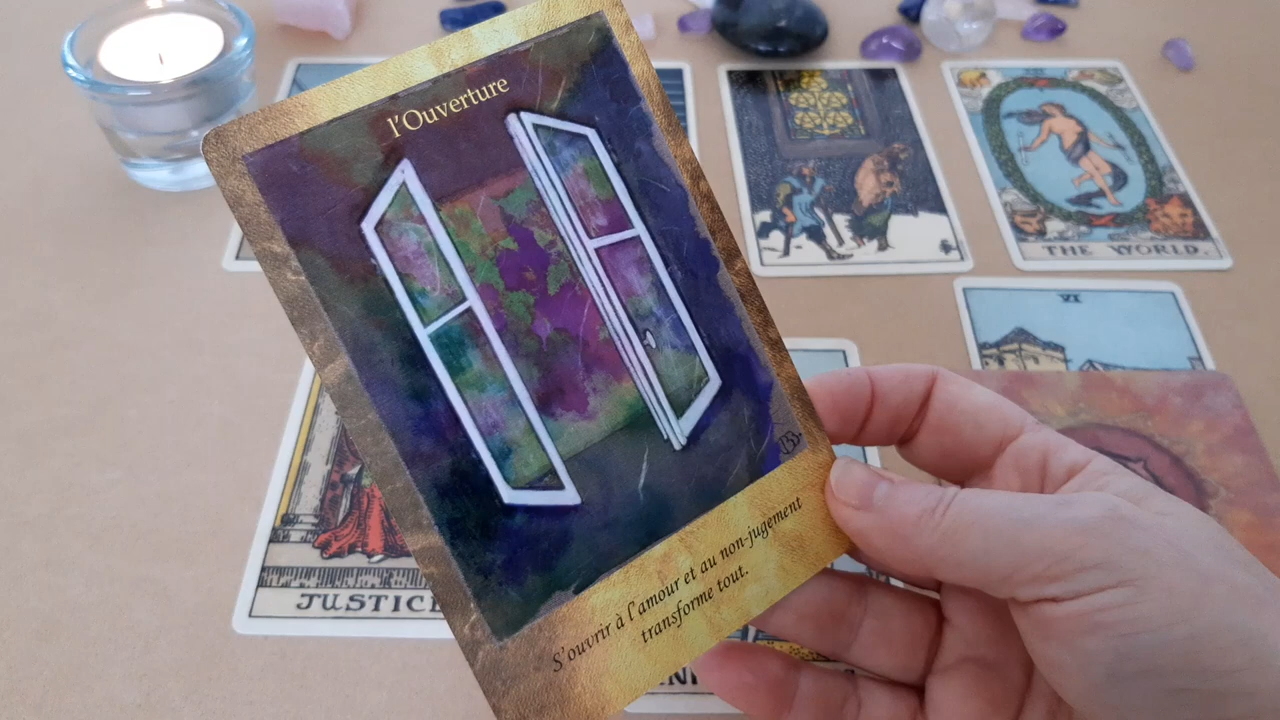 l'Ouverture
S'ouvrir à l'amour et au non-jugement
transforme tout.
THE WORLD.
VI
JUSTICE